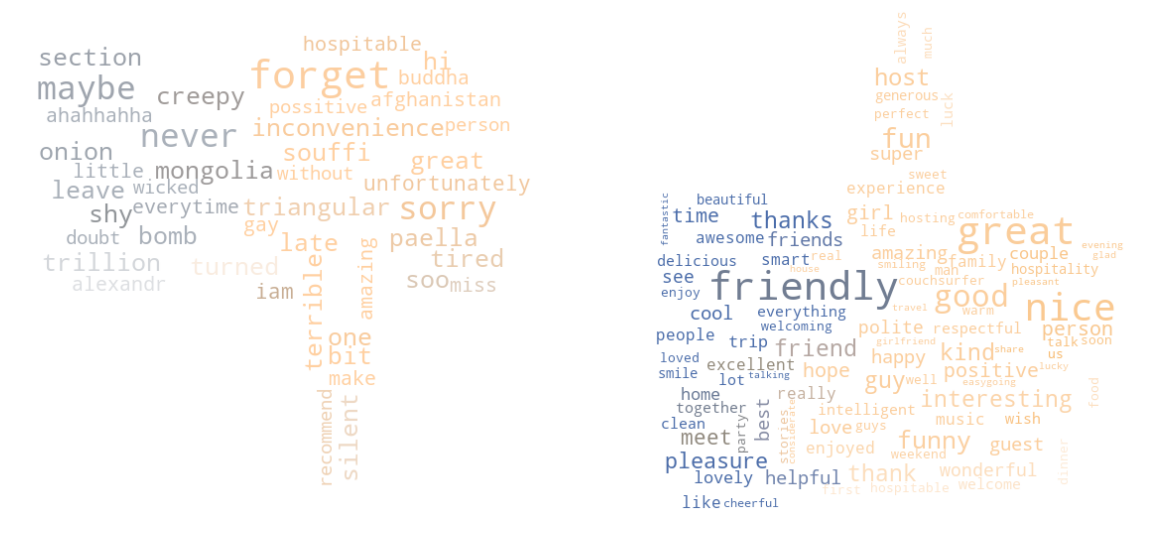 hospitable
section
forget
hi
maybe
creepy
buddha
ahahhahha
possitive
afghanistan
never
inconvenience
person
onion
souffi
great
little
mongolia
without
leave
wicked
unfortunately
shy
everytime
triangular
sorry
gay
doubt
bomb
late
paella
trillion
turned
tired
alexandr
iam
terrible
amazing
soo
miss
one
bit
make
recommend
silent
always
much
host
generous
luck
perfect
fun
super
sweet
experience
fantastic
beautiful
time
thanks
girl
hosting
comfortable
life
great
awesome
friends
evening
delicious
smart
real
amazing
family
couple
glad
house
smiling
mah
hospitality
see
friendly
couchsurfer
pleasant
enjoy
good
nice
cool
everything
travel
warm
welcoming
polite
respectful
person
people
trip
girlfriend
talk
soon
friend
kind
share
us
loved
excellent
happy
smile
lot
talking
hope
guy
well
positive
lucky
easygoing
home
really
food
together
best
considerate
intelligent
interesting
clean
party
stories
love
guys
music
wish
meet
enjoyed
funny
guest
weekend
pleasure
dinner
lovely
helpful
thank
wonderful
first
hospitable
welcome
like
cheerful